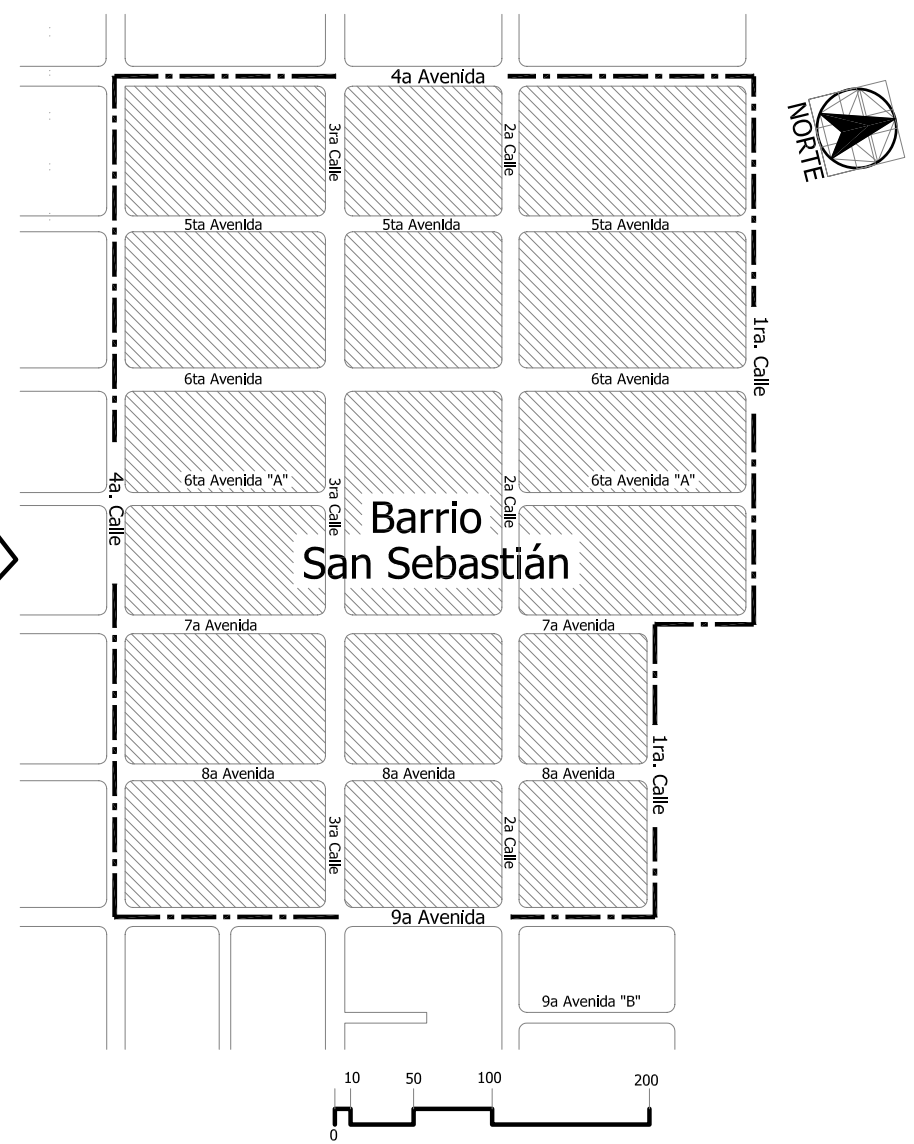 4a Avenida
NORTE
3ra Calle
2a Calle
5ta Avenida
5ta Avenida
5ta Avenida
1ra. Calle
6ta Avenida
6ta Avenida
4a. Calle
6ta Avenida "A"
3ra Calle
2a Calle
6ta Avenida "A"
Barrio
San Sebastián
7a Avenida
7a Avenida
1ra. Calle
8a Avenida
8a Avenida
8a Avenida
3ra Calle
2a Calle
9a Avenida
9a Avenida "B"
10
50
100
200
0